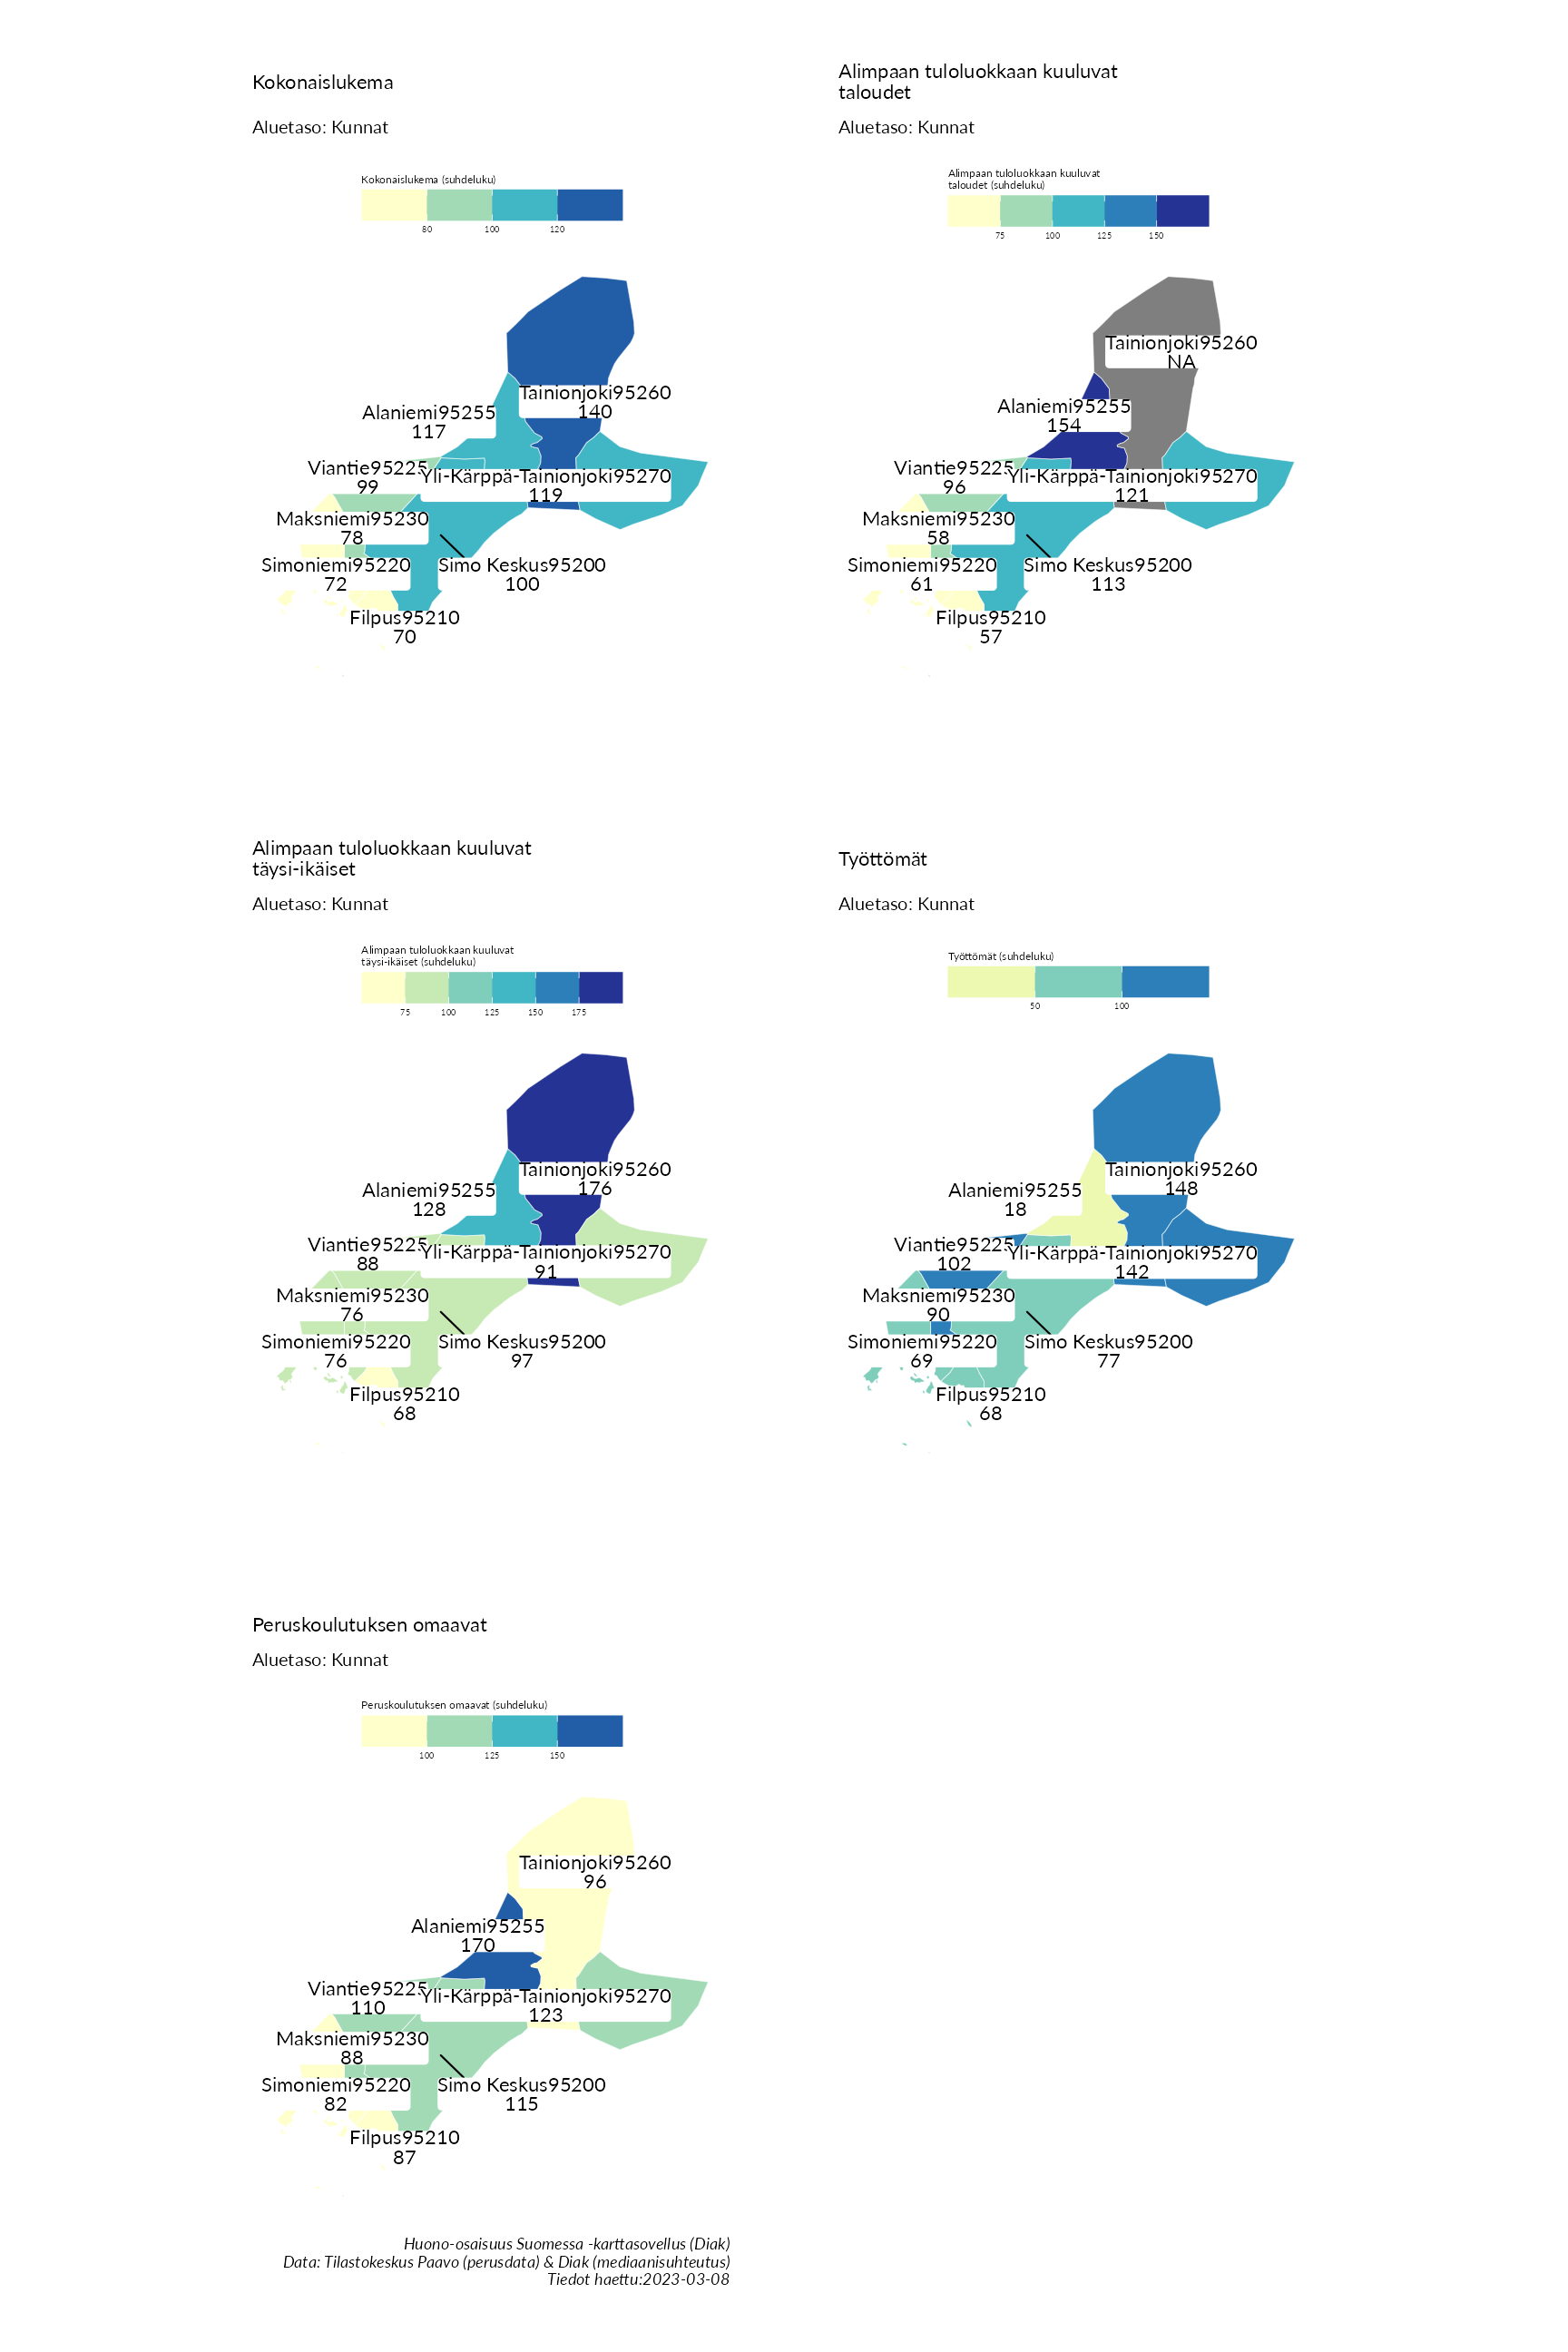 Kokonaislukema
Aluetaso: Kunnat
Kokonaislukema (suhdeluku)
80 100 120
Tainionjoki95260
140
Alaniemi95255
117
Viantie95225
99
Yli-Kärppä-Tainionjoki95270
119
Maksniemi95230
78
Simoniemi95220
72
Simo Keskus95200
100
Filpus95210
70
Alimpaan tuloluokkaan kuuluvat
taloudet
Aluetaso: Kunnat
Alimpaan tuloluokkaan kuuluvat
taloudet (suhdeluku)
75 100 125 150
Tainionjoki95260
NA
Alaniemi95255
154
Viantie95225
96
Yli-Kärppä-Tainionjoki95270
121
Maksniemi95230
58
Simoniemi95220
61
Simo Keskus95200
113
Filpus95210
57
Alimpaan tuloluokkaan kuuluvat
täysi-ikäiset
Aluetaso: Kunnat
Alimpaan tuloluokkaan kuuluvat
täysi-ikäiset (suhdeluku)
75 100 125 150 175
Tainionjoki95260
176
Alaniemi95255
128
Viantie95225
88
Yli-Kärppä-Tainionjoki95270
91
Maksniemi95230
76
Simoniemi95220
76
Simo Keskus95200
97
Filpus95210
68
Työttömät
Aluetaso: Kunnat
Työttömät (suhdeluku)
50 100
Tainionjoki95260
148
Alaniemi95255
18
Viantie95225
102
Yli-Kärppä-Tainionjoki95270
142
Maksniemi95230
90
Simoniemi95220
69
Simo Keskus95200
77
Filpus95210
68
Peruskoulutuksen omaavat
Aluetaso: Kunnat
Peruskoulutuksen omaavat (suhdeluku)
100 125 150
Tainionjoki95260
96
Alaniemi95255
170
Viantie95225
110
Yli-Kärppä-Tainionjoki95270
123
Maksniemi95230
88
Simoniemi95220
82
Simo Keskus95200
115
Filpus95210
87
Huono-osaisuus Suomessa -karttasovellus (Diak)
Data: Tilastokeskus Paavo (perusdata) & Diak (mediaanisuhteutus)
Tiedot haettu:2023-03-08